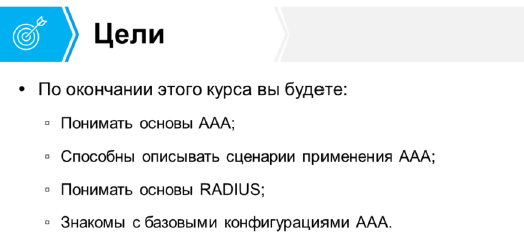 Цели
• По окончании этого курса вы будете:
▫ Понимать основы AAA;
▫ Способны описывать сценарии применения AAA;
▫ Понимать основы RADIUS;
▫ Знакомы с базовыми конфигурациями AAA.